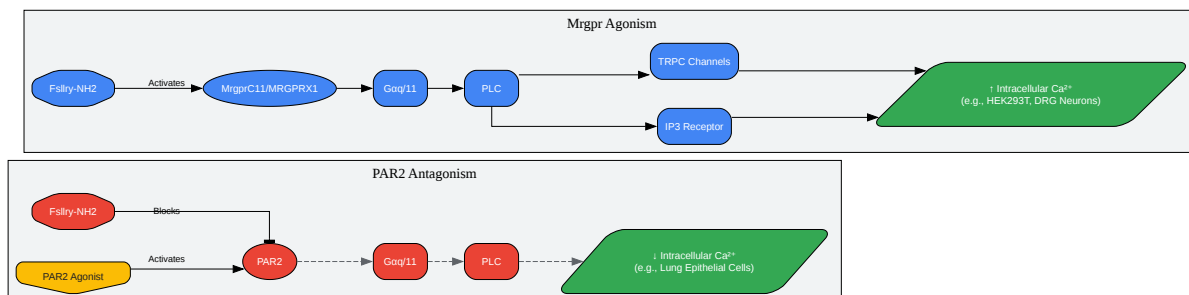 Mrgpr Agonism
Fsllry-NH2
Activates
MrgprC11/MRGPRX1
Gαq/11
PLC
TRPC Channels
IP3 Receptor
↑ Intracellular Ca²⁺
(e.g., HEK293T, DRG Neurons)
PAR2 Antagonism
Fsllry-NH2
Blocks
PAR2 Agonist
Activates
PAR2
Gαq/11
PLC
↓ Intracellular Ca²⁺
(e.g., Lung Epithelial Cells)